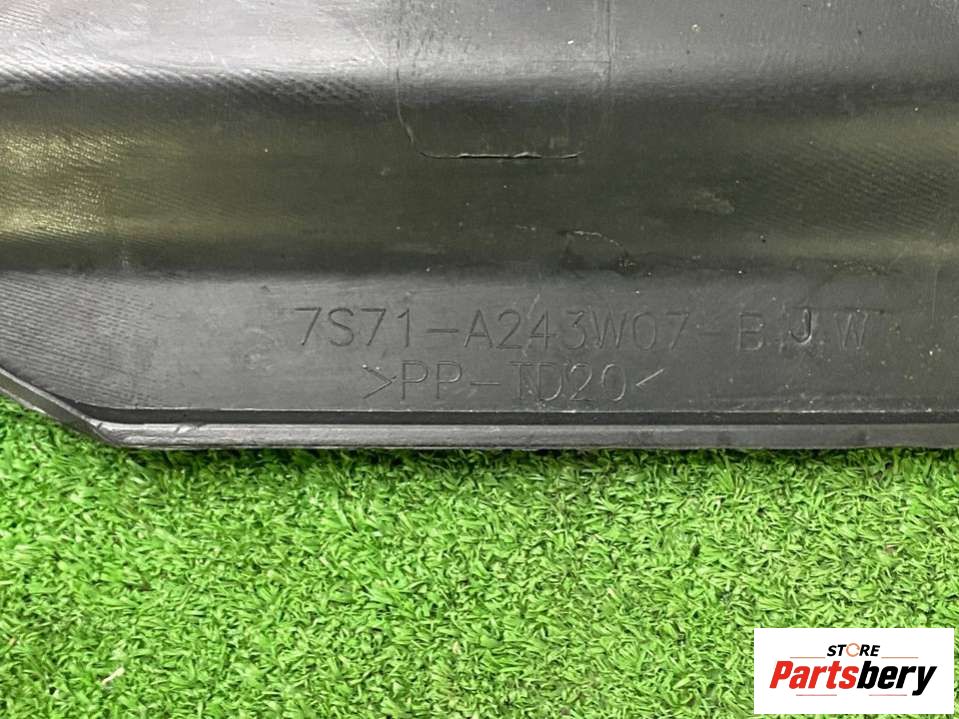 7S71-A243W07-BJW
>PP-TD20<
STORE
Partsbery